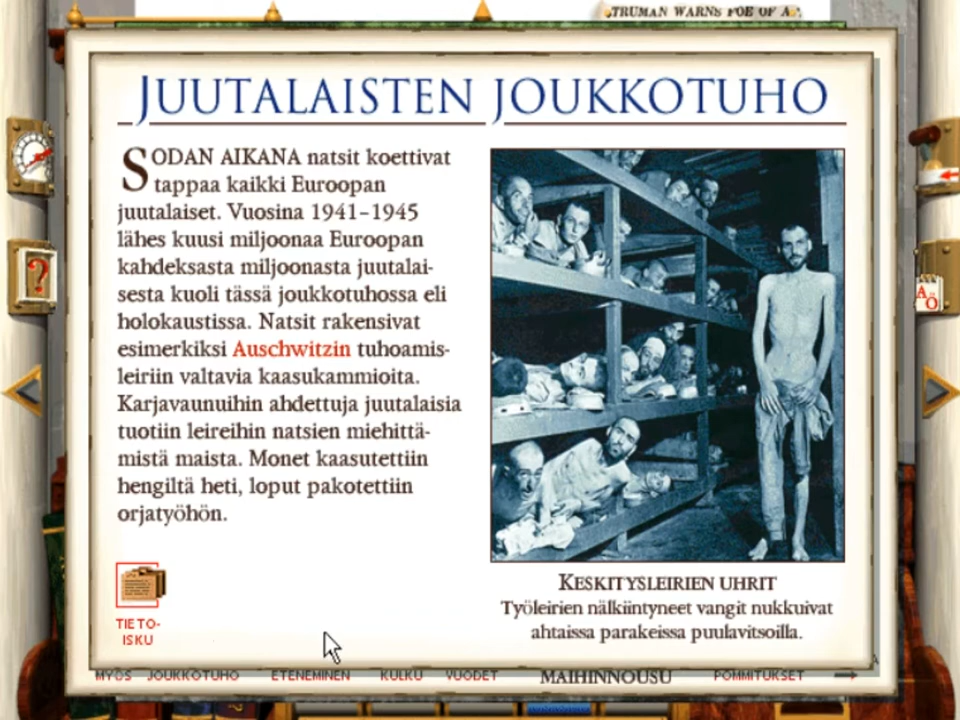 TRUMAN WARNS FOE OF A
JUUTALAISTEN JOUKKOTUHO
SODAN AIKANA natsit koettivat
tappaa kaikki Euroopan
juutalaiset. Vuosina 1941–1945
lähes kuusi miljoonaa Euroopan
kahdeksasta miljoonasta juutalai-
sesta kuoli tässä joukkotuhossa eli
holokaustissa. Natsit rakensivat
esimerkiksi Auschwitzin tuhoamis-
leiriin valtavia kaasukammioita.
Karjavaunuihin ahdettuja juutalaisia
tuotiin leireihin natsien miehittä-
mistä maista. Monet kaasutettiin
hengiltä heti, loput pakotettiin
orjatyöhön.
KESKITYSLEIRIEN UHRIT
Työleirien nälkiintyneet vangit nukkuivat
ahtaissa parakeissa puulavitsoilla.
TIETO-
ISKU
?
AÖ
MYÖS JOUKKOTUHO ETENEMINEN KULKU VUODET MAIHINNOUSU POMMITUKSET